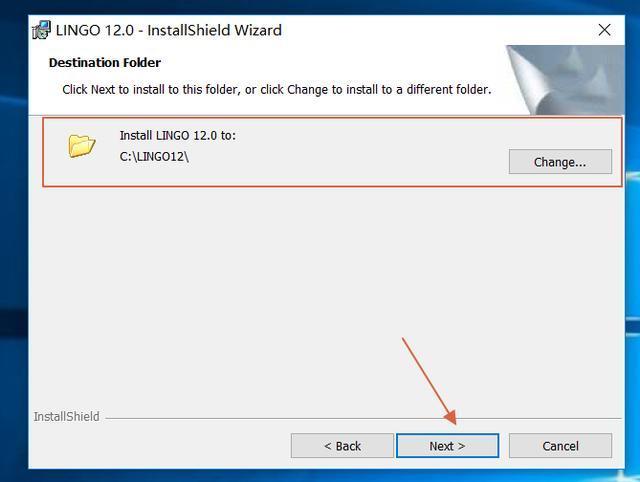 LINGO 12.0 - InstallShield Wizard
Destination Folder
Click Next to install to this folder, or click Change to install to a different folder.
Install LINGO 12.0 to:
C:\LINGO12\
Change...
InstallShield
< Back
Next >
Cancel